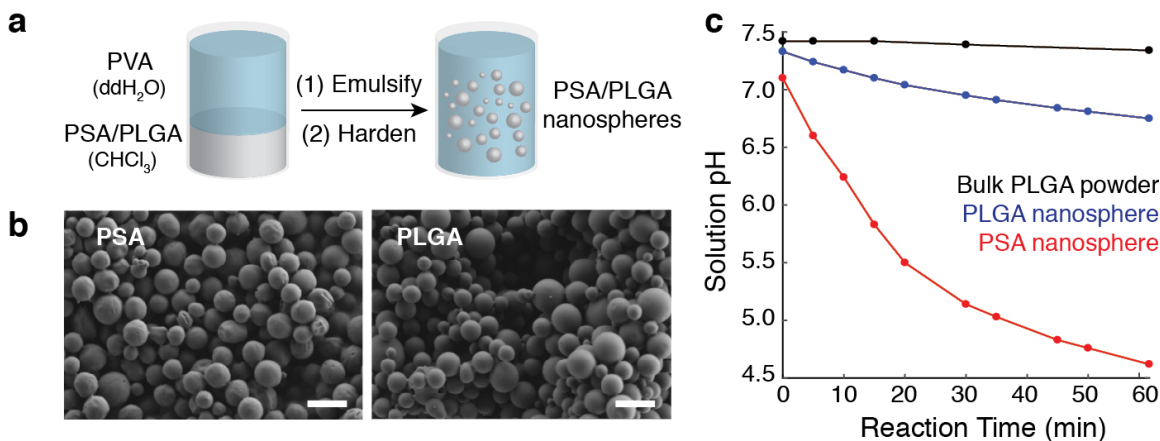 a
PVA
(ddH₂O)
PSA/PLGA
(CHCl₃)
(1) Emulsify
(2) Harden
PSA/PLGA
nanospheres
b
PSA
PLGA
c
Solution pH
7.5
7.0
6.5
6.0
5.5
5.0
4.5
Bulk PLGA powder
PLGA nanosphere
PSA nanosphere
0 10 20 30 40 50 60
Reaction Time (min)